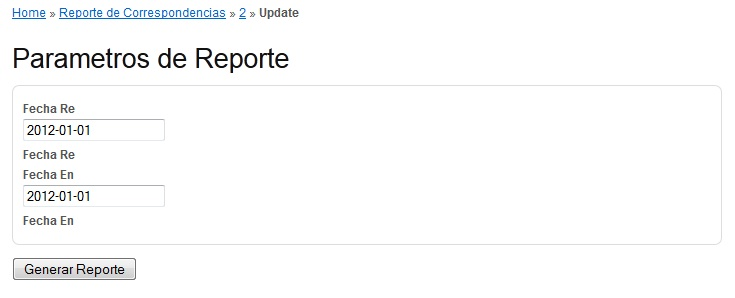 Home » Reporte de Correspondencias » 2 » Update
Parametros de Reporte
Fecha Re
2012-01-01
Fecha Re
Fecha En
2012-01-01
Fecha En
Generar Reporte